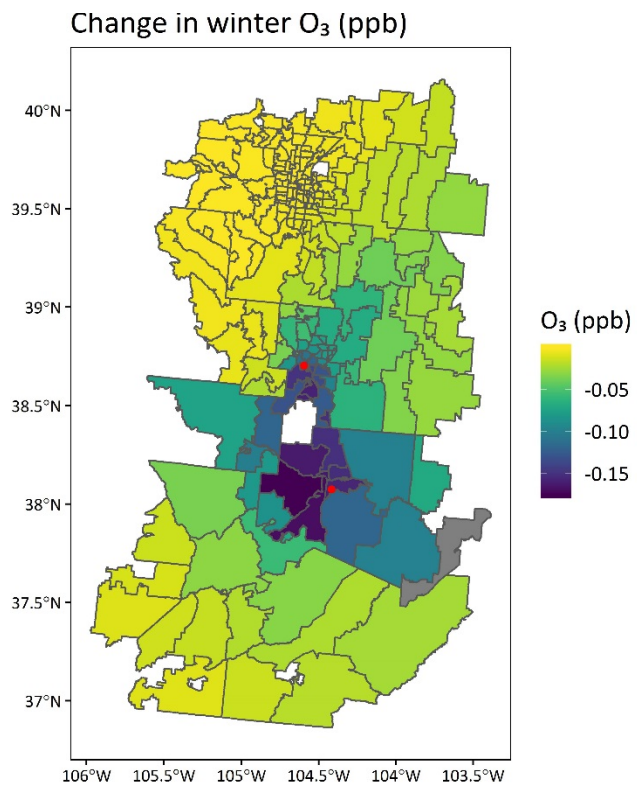 Change in winter O₃ (ppb)
40°N
39.5°N
39°N
38.5°N
38°N
37.5°N
37°N
106°W 105.5°W 105°W 104.5°W 104°W 103.5°W
O₃ (ppb)
-0.05
-0.10
-0.15